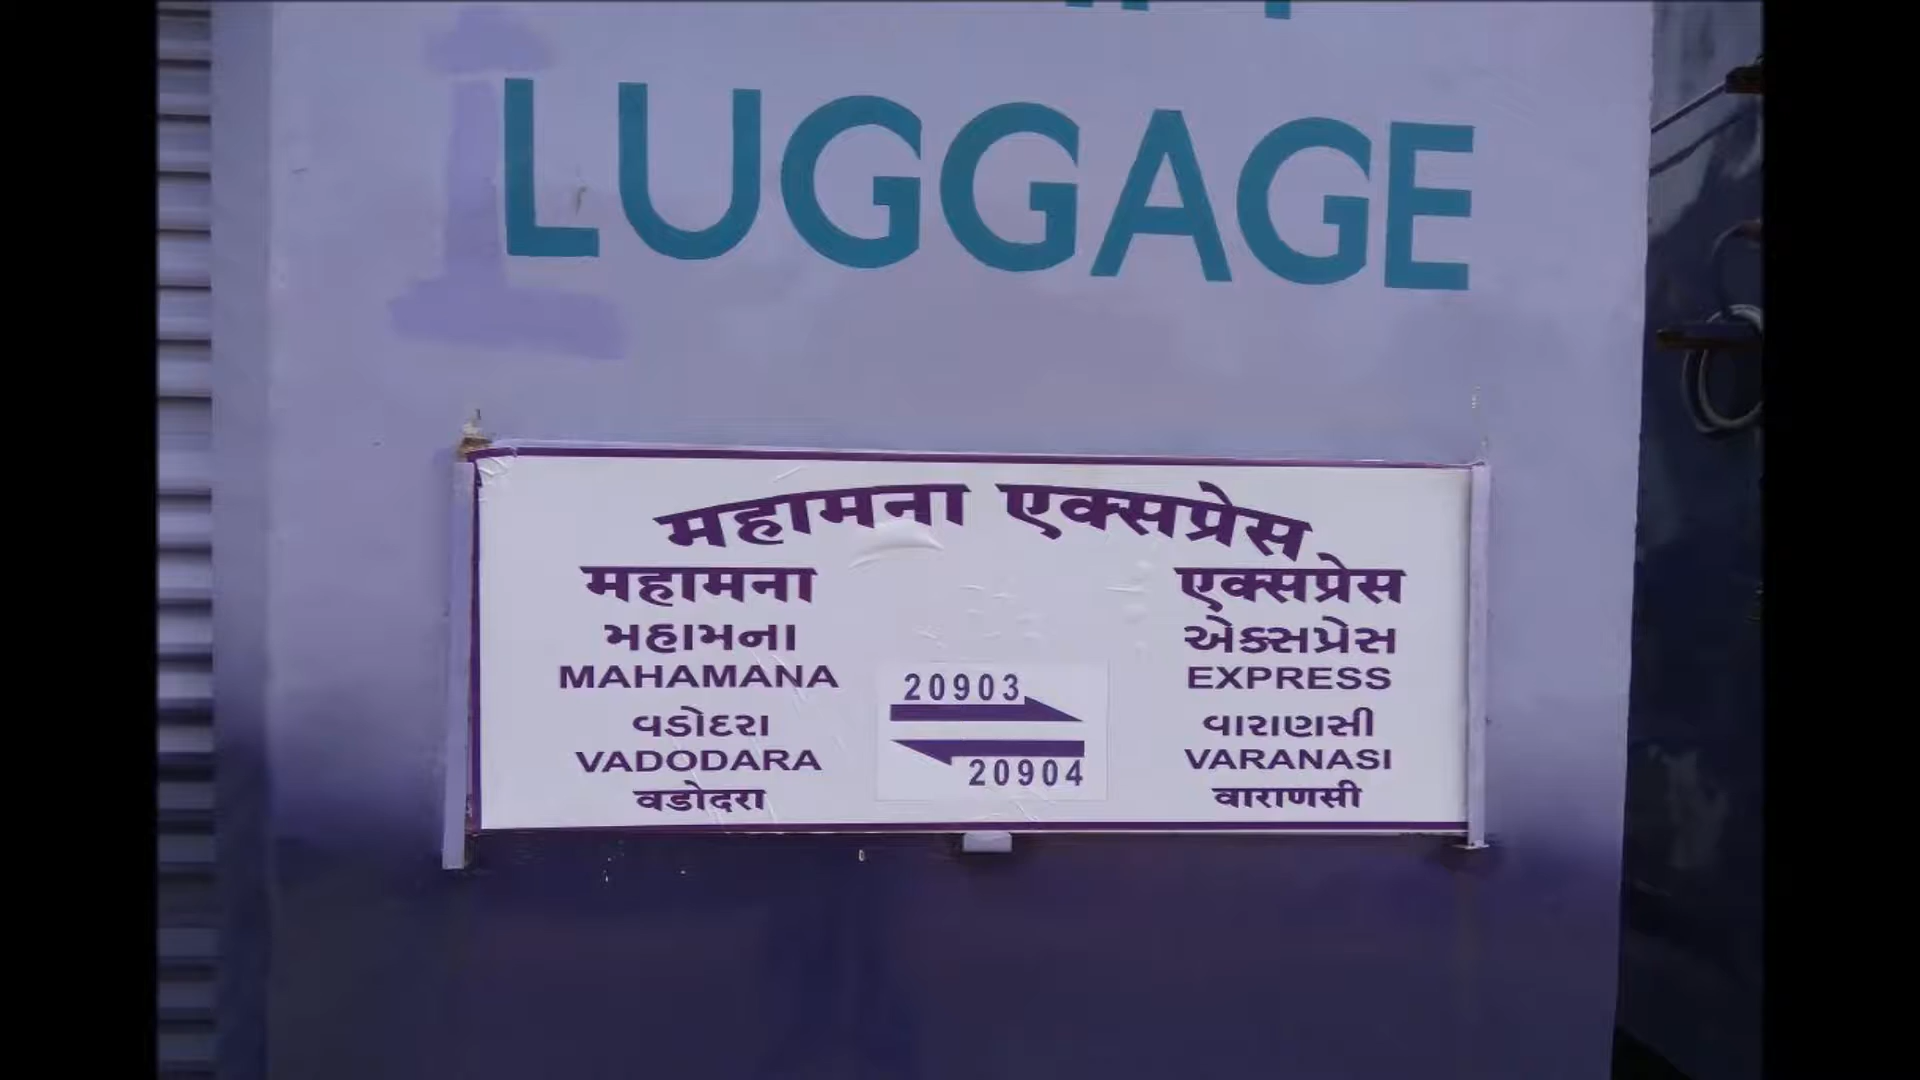 LUGGAGE
महामना एक्सप्रेस
महामना एक्सप्रेस
મહામના એક્સપ્રેસ
MAHAMANA EXPRESS
20903
વડોદરા વારાણસી
VADODARA VARANASI
20904
वडोदरा वाराणसी